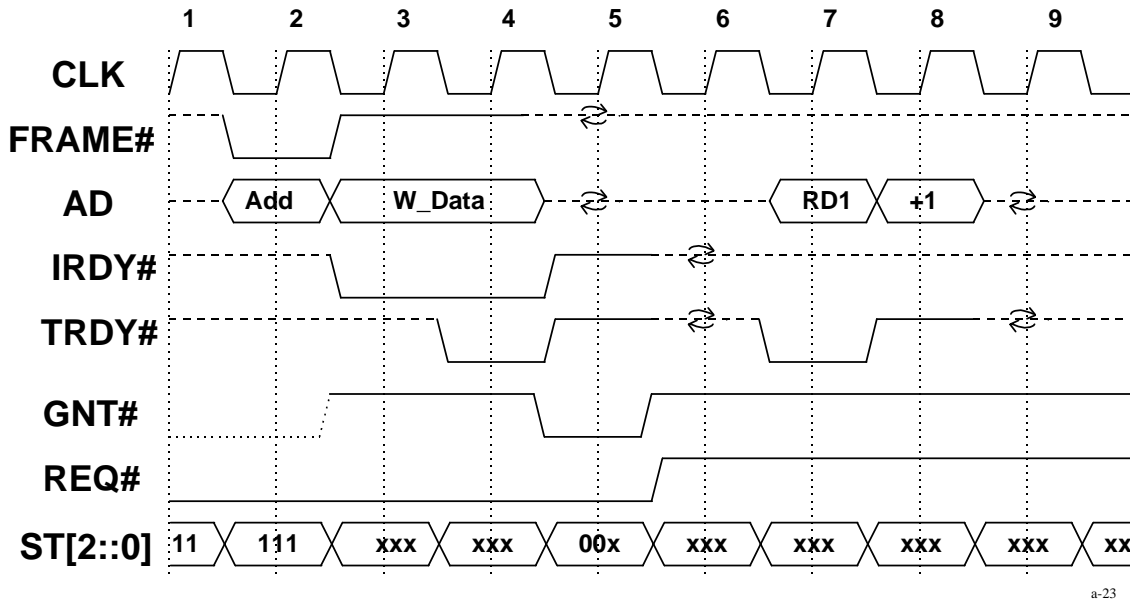 1 2 3 4 5 6 7 8 9
CLK
FRAME#
AD Add W_Data RD1 +1
IRDY#
TRDY#
GNT#
REQ#
ST[2::0] 11 111 xxx xxx 00x xxx xxx xxx xxx xx
a-23